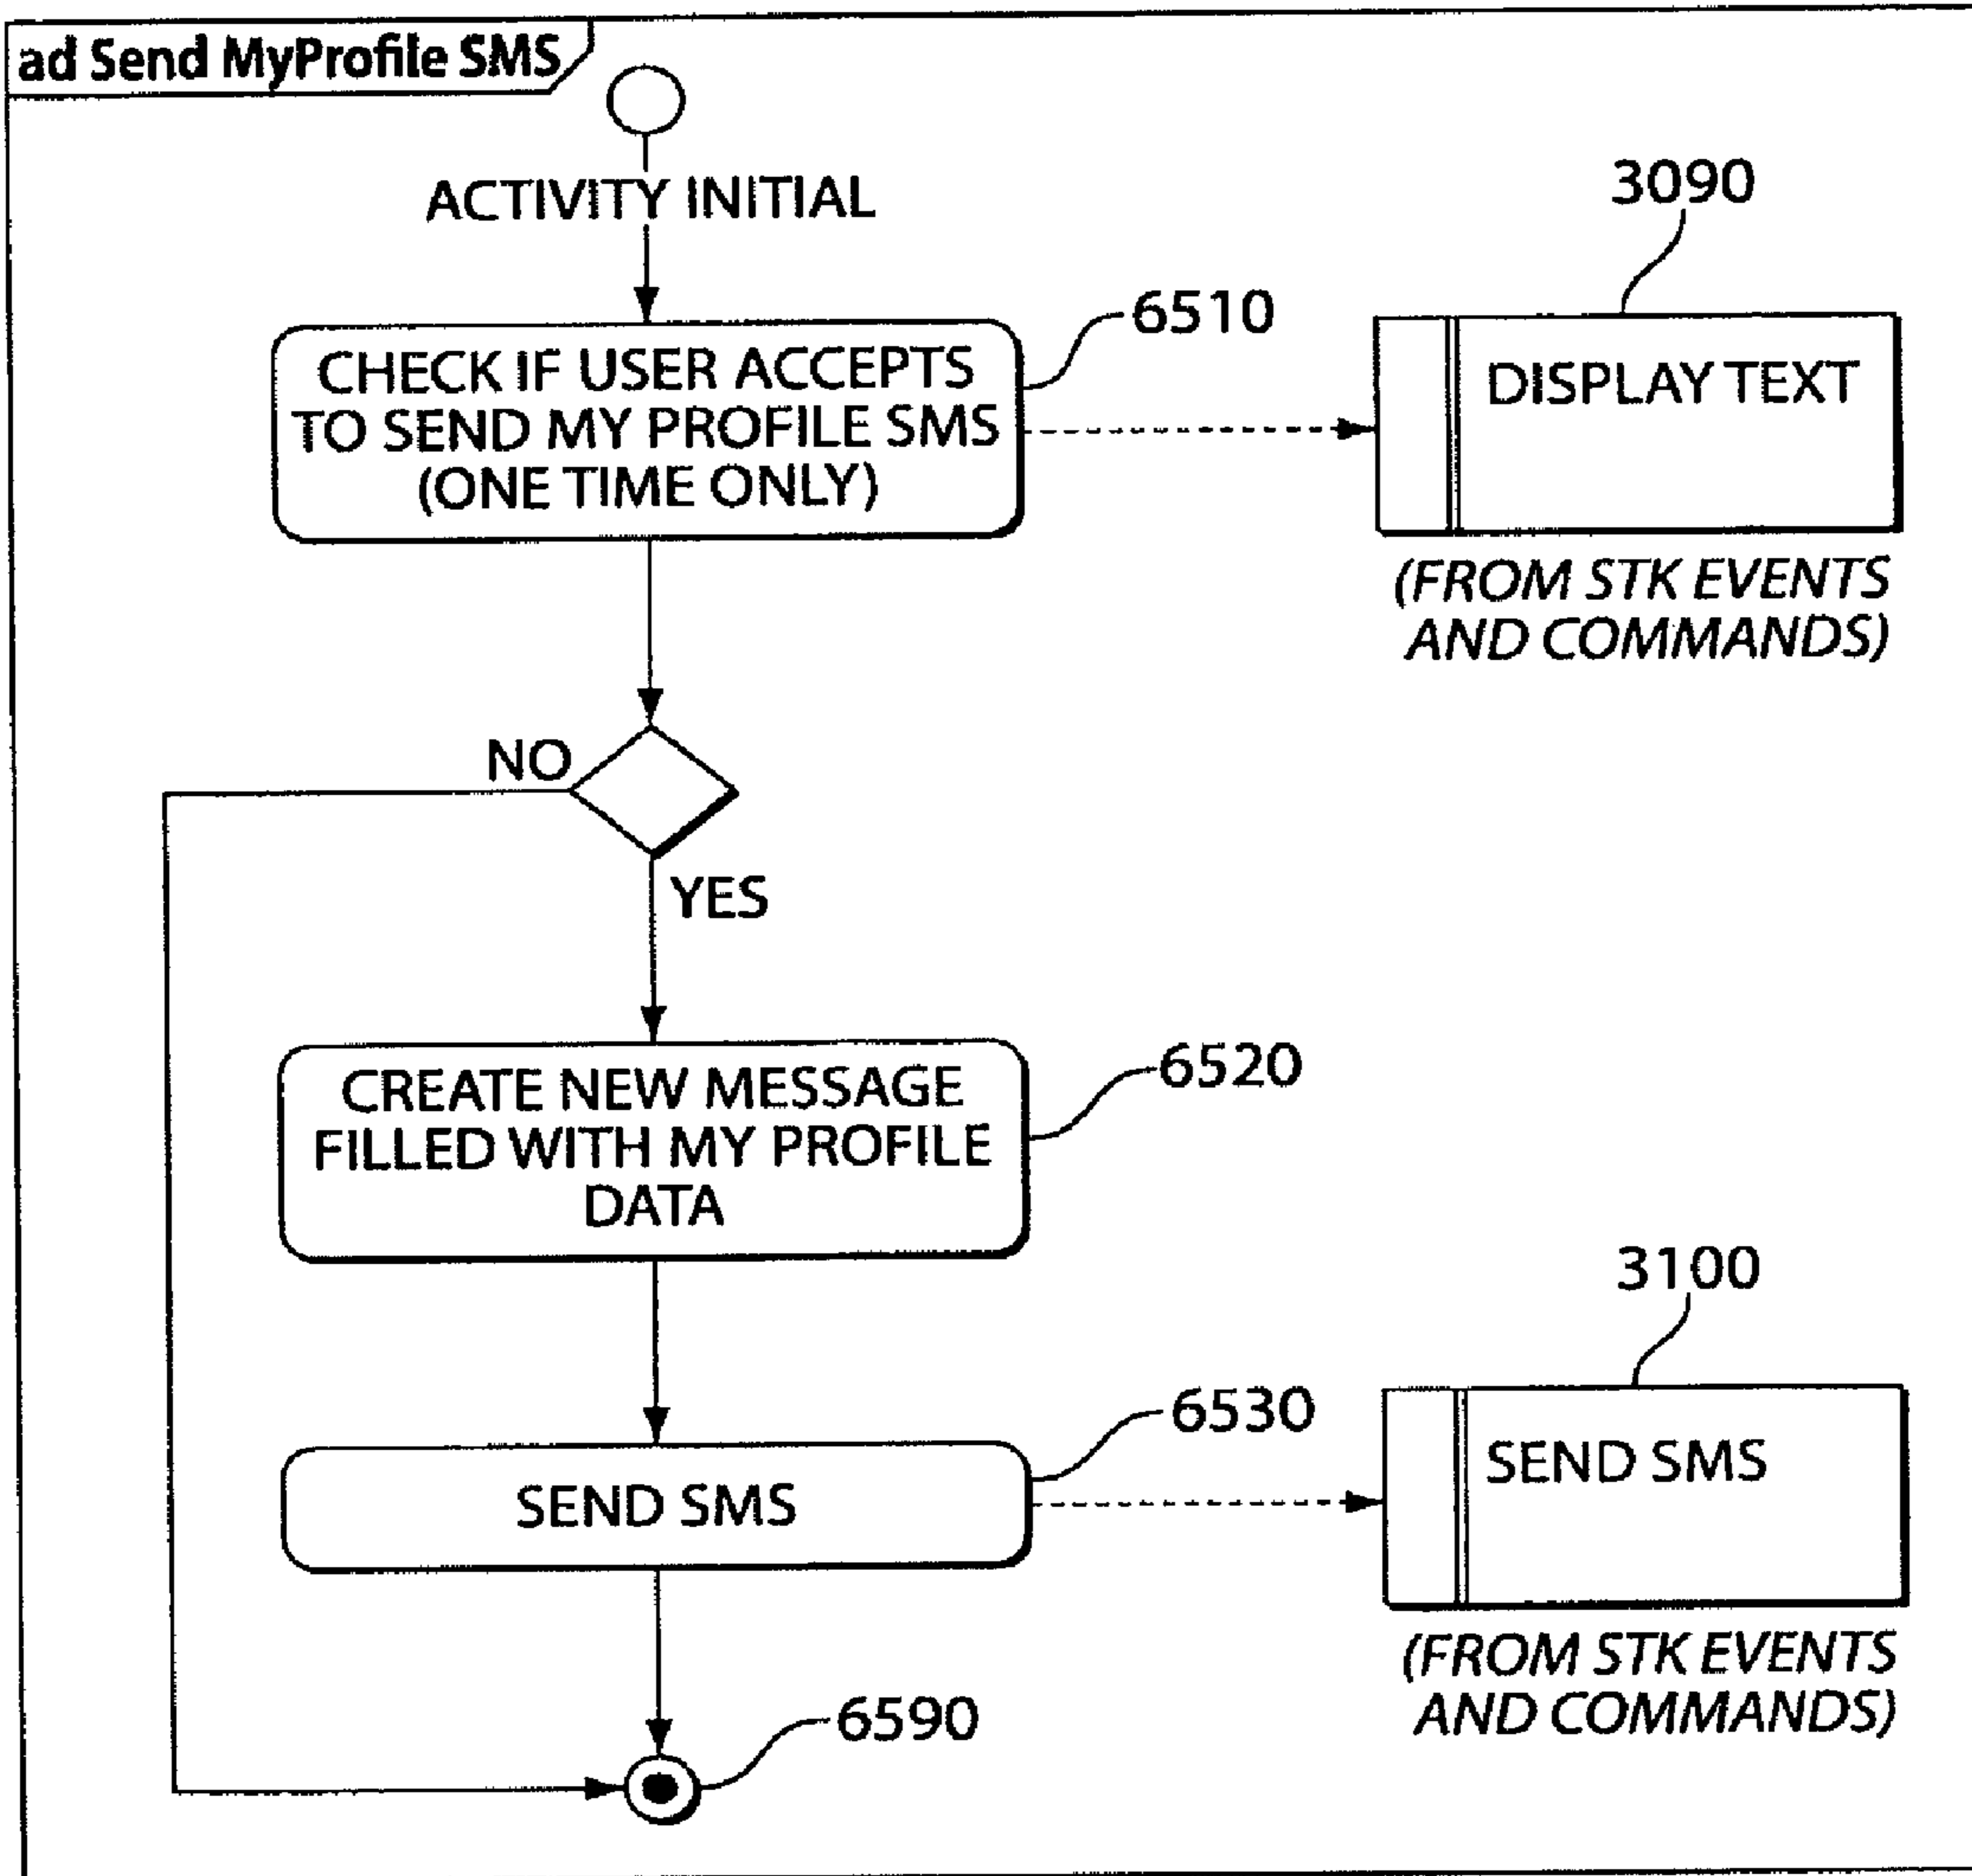 ad Send MyProfile SMS
ACTIVITY INITIAL
3090
6510
CHECK IF USER ACCEPTS
TO SEND MY PROFILE SMS
(ONE TIME ONLY)
DISPLAY TEXT
(FROM STK EVENTS
AND COMMANDS)
NO
YES
6520
CREATE NEW MESSAGE
FILLED WITH MY PROFILE
DATA
3100
6530
SEND SMS
SEND SMS
(FROM STK EVENTS
AND COMMANDS)
6590